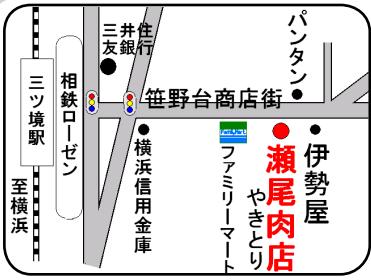 三井住
友銀行
パンタン
笹野台商店街
三ツ境駅
相鉄ローゼン
至横浜
横浜信用金庫
FamilyMart
ファミリーマート
やきとり
瀬尾肉店
伊勢屋